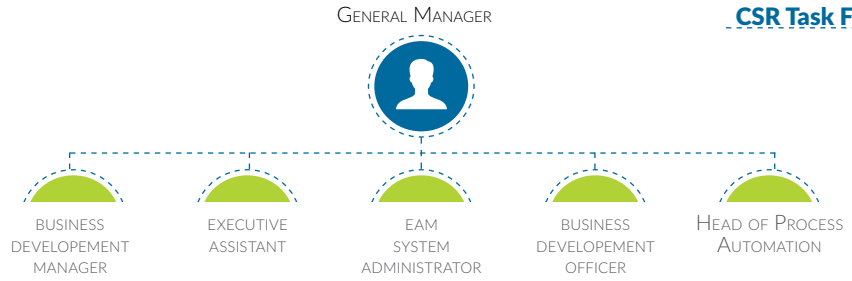 General Manager
CSR Task F
business
developement
manager
executive
assistant
eam
system
administrator
business
developement
officer
Head of Process
Automation